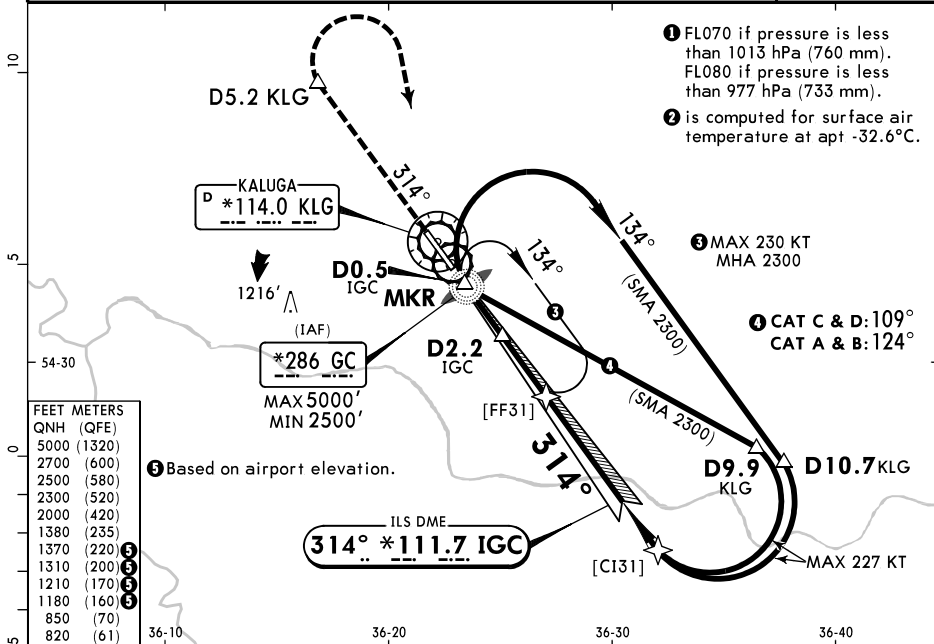 10
❶ FL070 if pressure is less
than 1013 hPa (760 mm).
FL080 if pressure is less
than 977 hPa (733 mm).
❷ is computed for surface air
temperature at apt -32.6°C.
D5.2 KLG
314°
KALUGA
D *114.0 KLG
134°
134°
❸ MAX 230 KT
MHA 2300
5
D0.5
IGC
MKR
1216'
(SMA 2300)
❸
(IAF)
*286 GC
MAX 5000'
MIN 2500'
D2.2
IGC
❹ CAT C & D: 109°
CAT A & B: 124°
54-30
❹
[FF31]
(SMA 2300)
FEET METERS
QNH (QFE)
5000 (1320)
2700 (600)
2500 (580)
2300 (520)
2000 (420)
1380 (235)
1370 (220) ❺
1310 (200) ❺
1210 (170) ❺
1180 (160) ❺
850 (70)
820 (61)
0
❺ Based on airport elevation.
314°
D9.9
KLG
D10.7 KLG
ILS DME
314° *111.7 IGC
[CI31]
MAX 227 KT
5
36-10
36-20
36-30
36-40